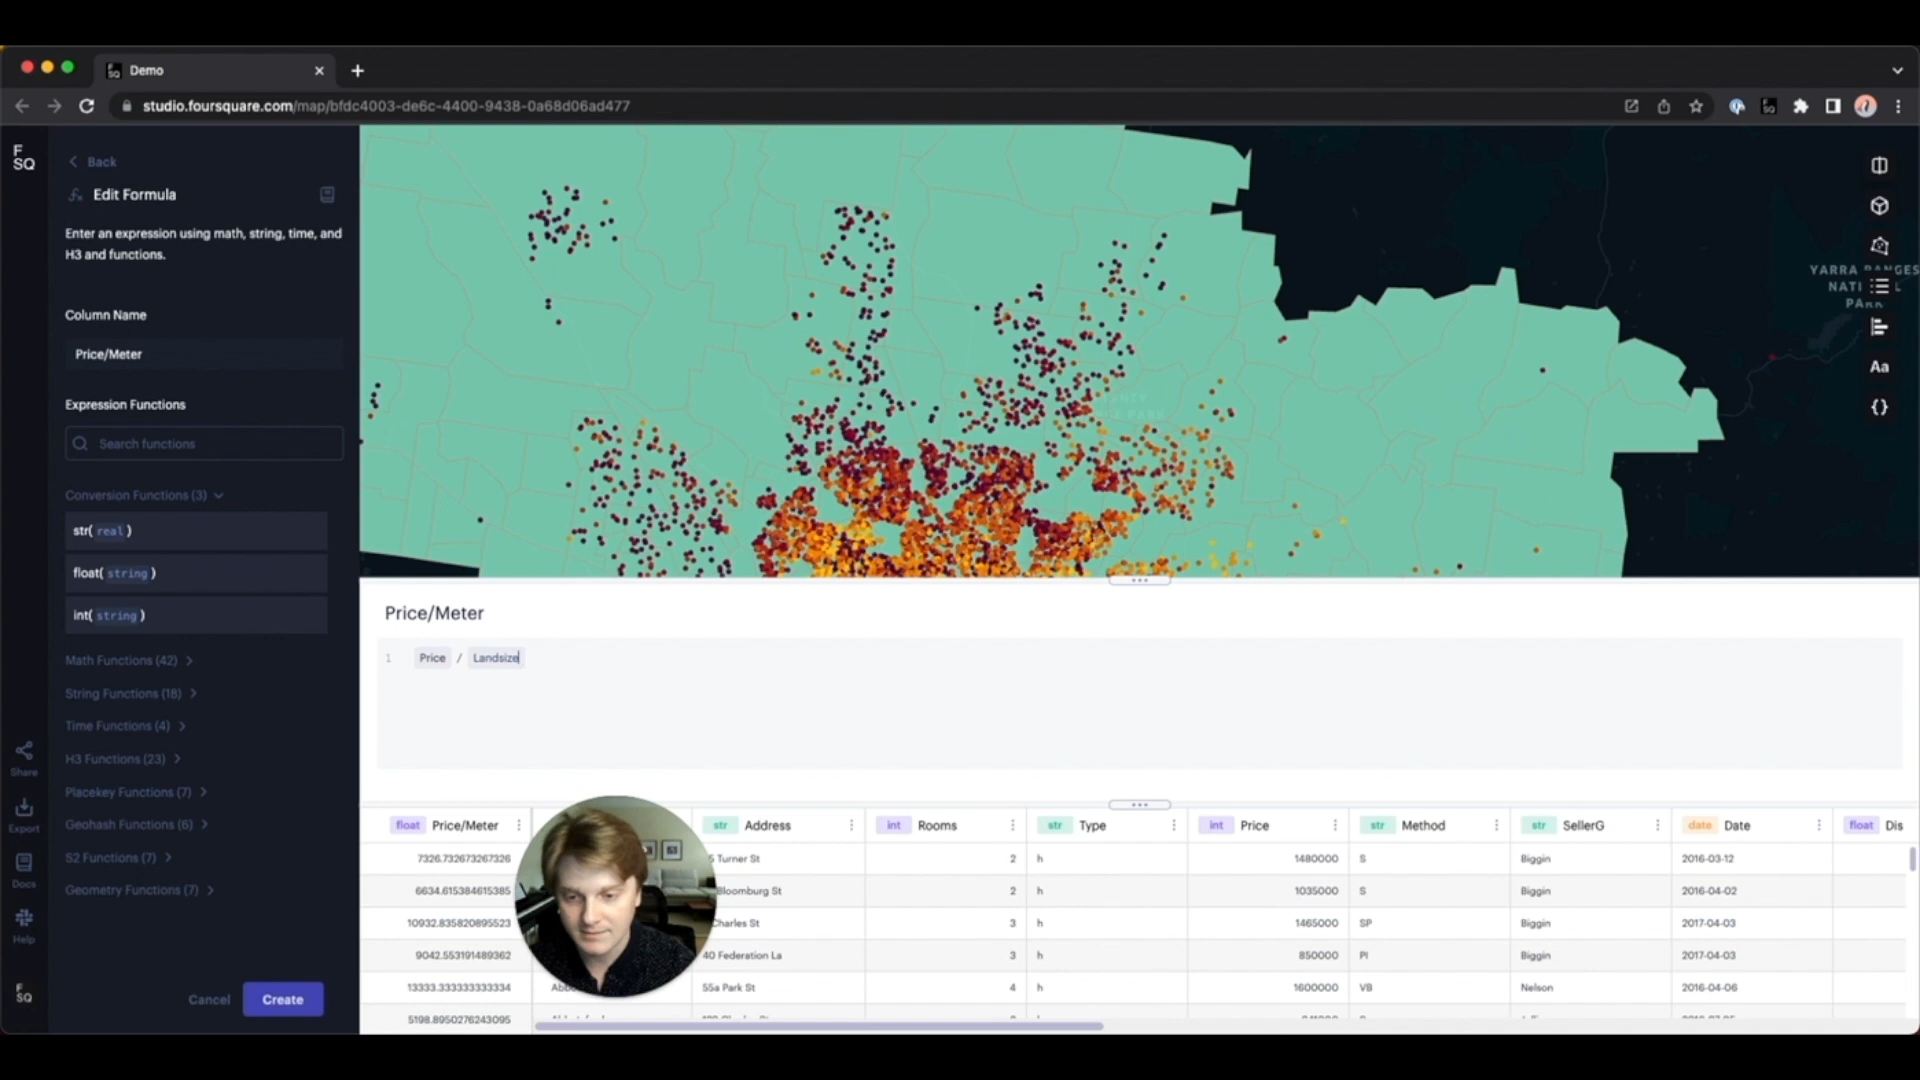 Demo
studio.foursquare.com/map/bfdc4003-de6c-4400-9438-0a68d06ad477
F
SQ
Back
Edit Formula
Enter an expression using math, string, time, and
H3 and functions.
Column Name
Price/Meter
Expression Functions
Search functions
Conversion Functions (3)
str( real )
float( string )
int( string )
Math Functions (42)
String Functions (18)
Time Functions (4)
H3 Functions (23)
Placekey Functions (7)
Geohash Functions (6)
S2 Functions (7)
Geometry Functions (7)
Share
Export
Docs
Help
F
SQ
Cancel
Create
YARRA RANGES
NATI L
PARK
Aa
{}
Price/Meter
1 Price / Landsize
float Price/Meter str Address int Rooms str Type int Price str Method str SellerG date Date float Dis
7326.732673267326 5 Turner St 2 h 1480000 S Biggin 2016-03-12
6634.615384615385 Bloomburg St 2 h 1035000 S Biggin 2016-04-02
10932.835820895523 Charles St 3 1465000 SP Biggin 2017-04-03
9042.553191489362 40 Federation La 3 h 850000 PI Biggin 2017-04-03
13333.333333333334 Abb 55a Park St 4 h 1600000 VB Nelson 2016-04-06
5198.8950276243095